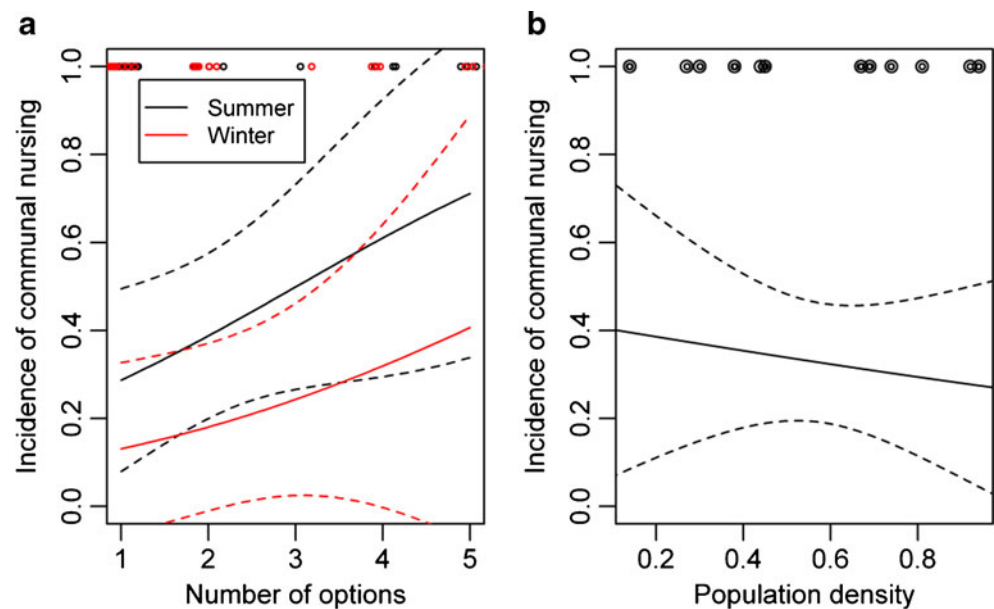 a
Incidence of communal nursing
0.0 0.2 0.4 0.6 0.8 1.0
Summer
Winter
1 2 3 4 5
Number of options
b
Incidence of communal nursing
0.0 0.2 0.4 0.6 0.8 1.0
0.2 0.4 0.6 0.8
Population density